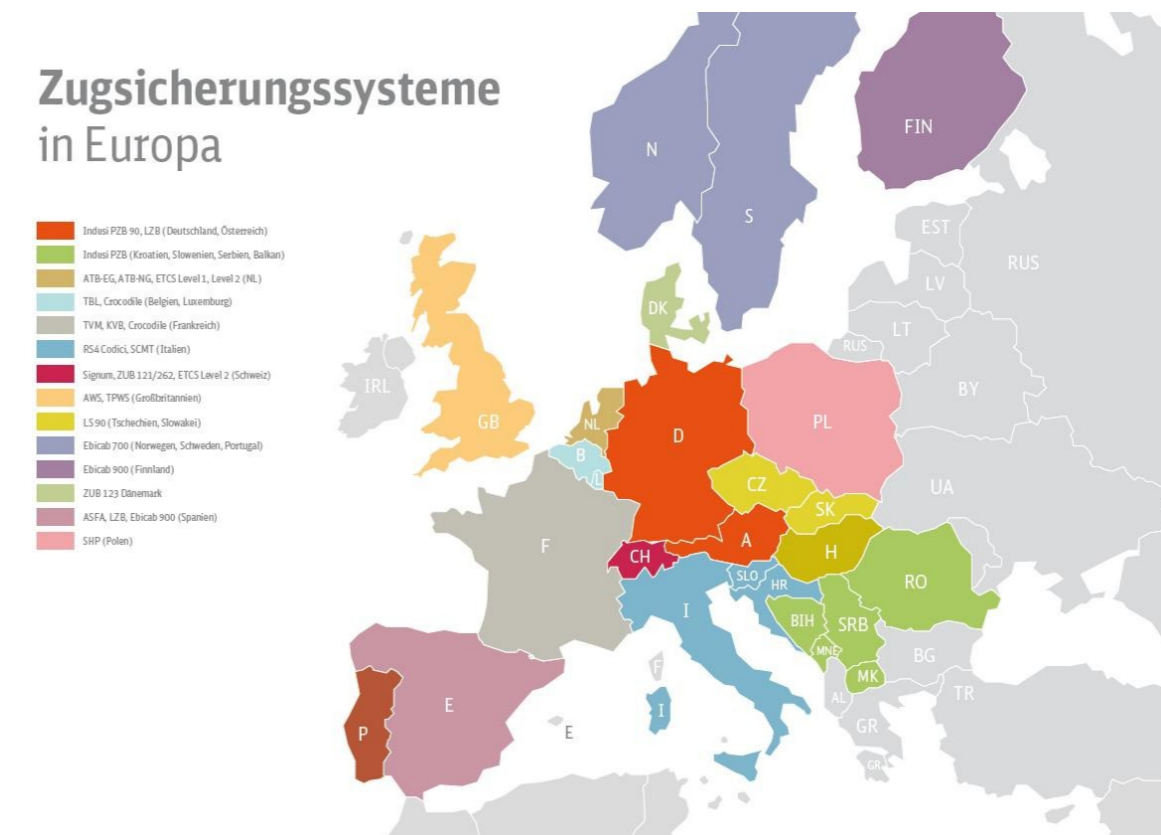 Zugsicherungssysteme
in Europa
Indesi PZB 90, LZB (Deutschland, Österreich)
Indesi PZB (Kroatien, Slowenien, Serbien, Balkan)
ATB-EG, ATB-NG, ETCS Level 1, Level 2 (NL)
TBL, Crocodile (Belgien, Luxemburg)
TVM, KVB, Crocodile (Frankreich)
RS4 Codici, SCMT (Italien)
Signum, ZUB 121/262, ETCS Level 2 (Schweiz)
AWS, TPWS (Großbritannien)
LS 90 (Tschechien, Slowakei)
Ebicab 700 (Norwegen, Schweden, Portugal)
Ebicab 900 (Finnland)
ZUB 123 Dänemark
ASFA, LZB, Ebicab 900 (Spanien)
SHP (Polen)
FIN
N
S
EST
RUS
LV
DK
LT
RUS
IRL
BY
GB
NL
D
PL
B
L
CZ
UA
SK
F
A
H
CH
SLO
HR
RO
I
BIH
SRB
MNE
BG
F
MK
AL
TR
E
I
P
E
GR
GR